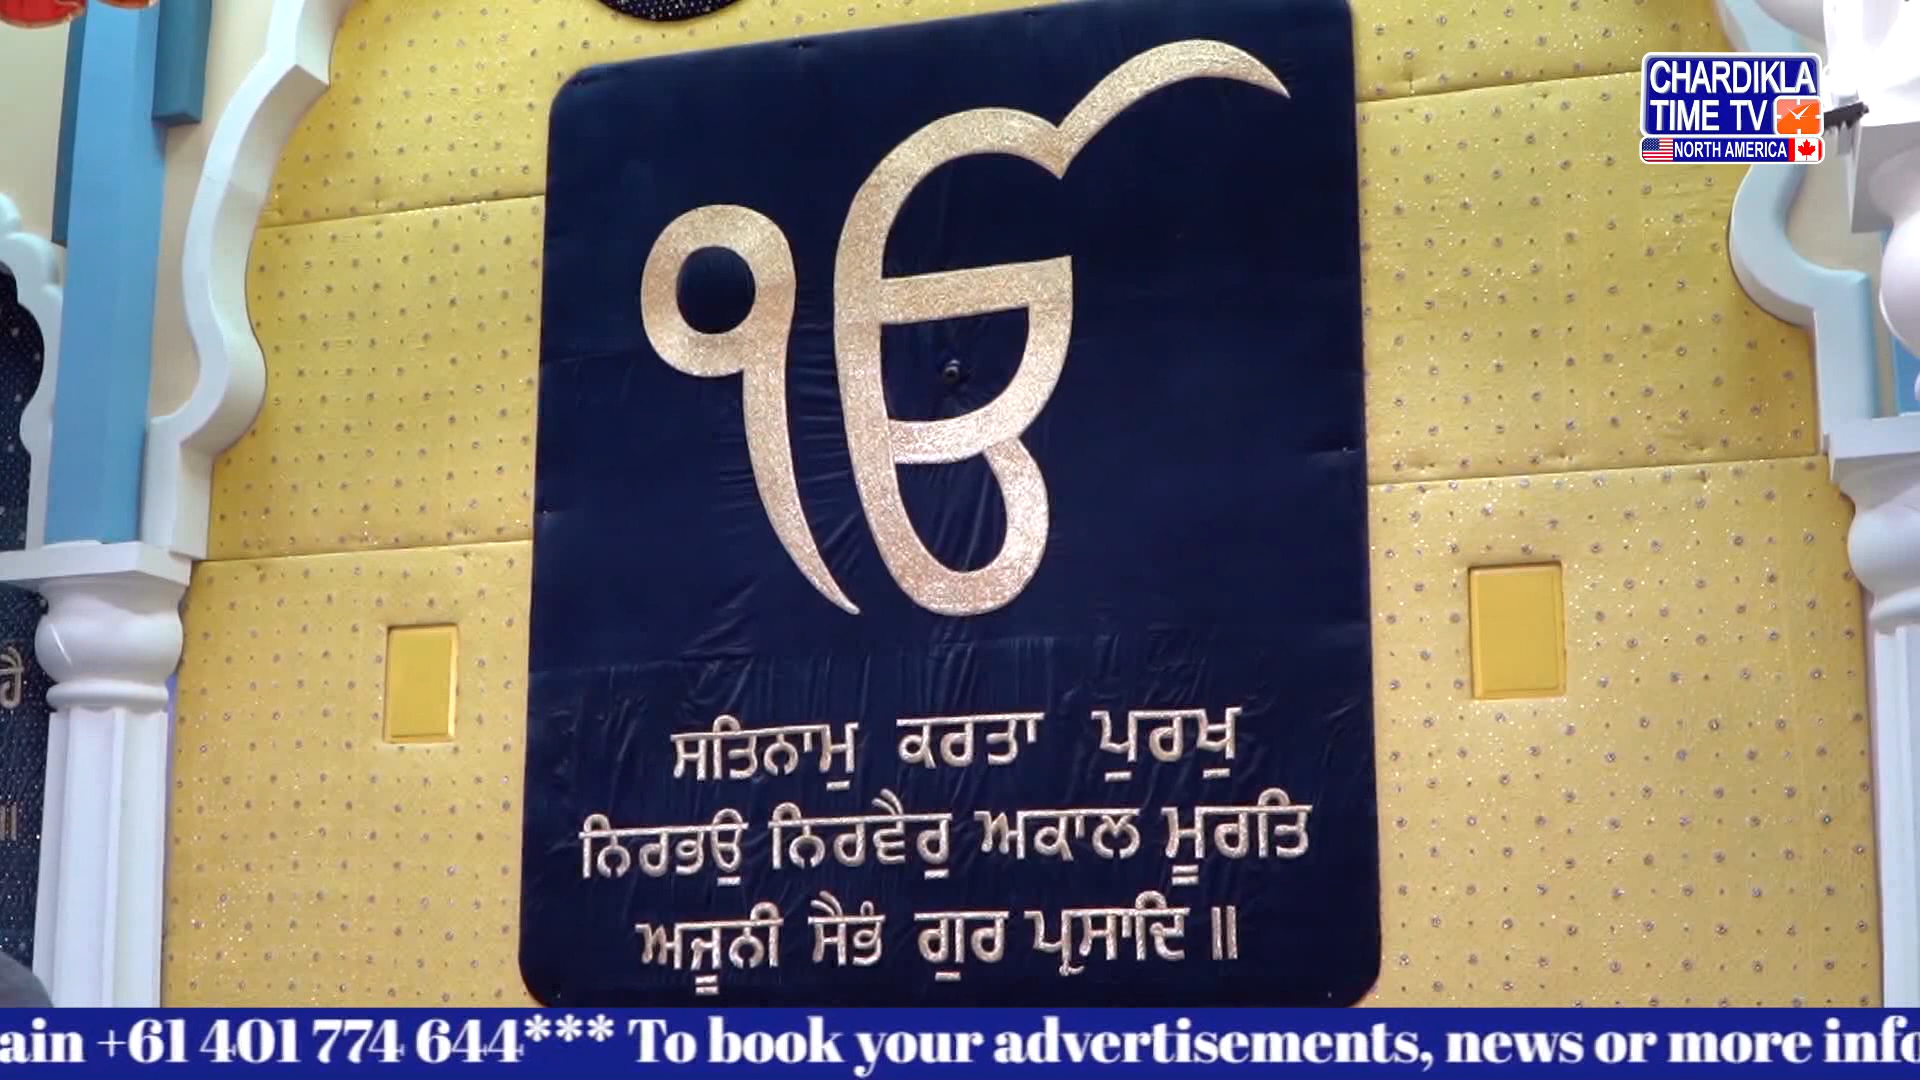 CHARDIKLA
TIME TV
NORTH AMERICA
ੴ
ਸਤਿਨਾਮੁ ਕਰਤਾ ਪੁਰਖੁ
ਨਿਰਭਉ ਨਿਰਵੈਰੁ ਅਕਾਲ ਮੂਰਤਿ
ਅਜੂਨੀ ਸੈਭੰ ਗੁਰ ਪ੍ਰਸਾਦਿ ॥
ain +61 401 774 644*** To book your advertisements, news or more info